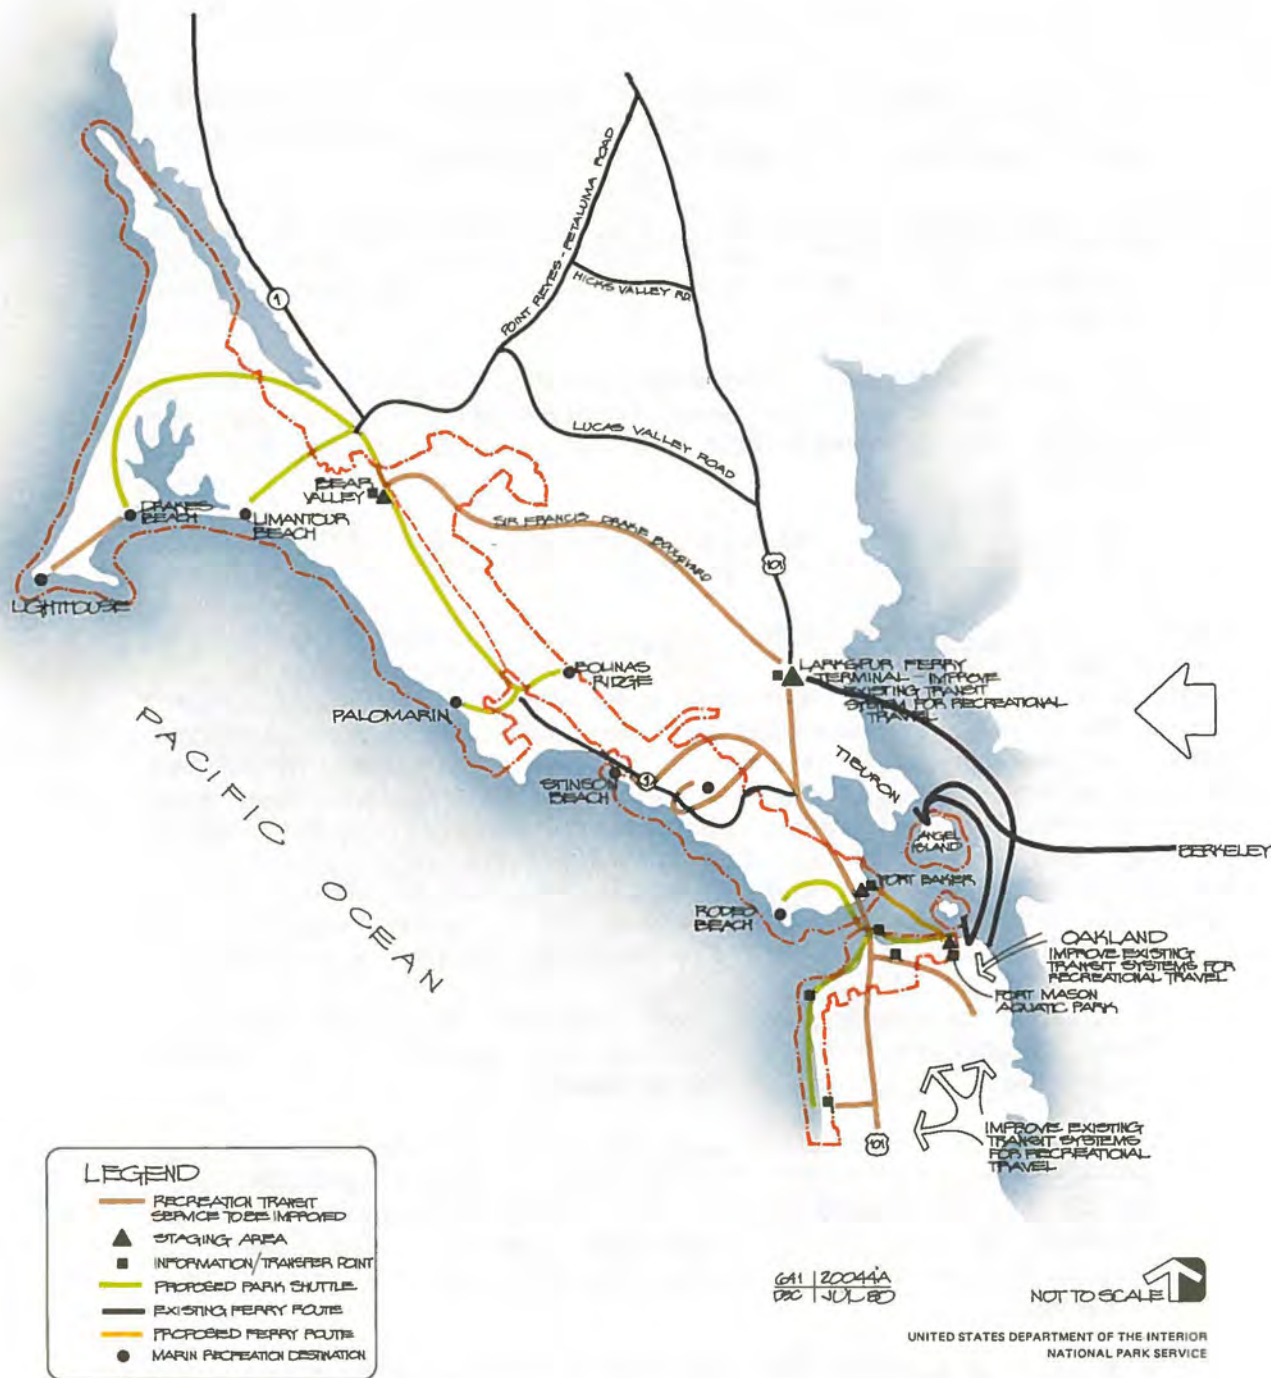 POINT REYES - PETALUMA ROAD
HICKS VALLEY RD.
1
LUCAS VALLEY ROAD
BEAR
VALLEY
DRAKES
BEACH
LIMANTOUR
BEACH
SIR FRANCIS DRAKE BOULEVARD
101
LIGHTHOUSE
LARKSPUR FERRY
TERMINAL - IMPROVE
EXISTING TRANSIT
SYSTEM FOR RECREATIONAL
TRAVEL
BOLINAS
RIDGE
PALOMARIN
PACIFIC OCEAN
TIBURON
STINSON
BEACH
1
ANGEL
ISLAND
BERKELEY
FORT BAKER
RODEO
BEACH
OAKLAND
IMPROVE EXISTING
TRANSIT SYSTEMS FOR
RECREATIONAL TRAVEL
FORT MASON
AQUATIC PARK
101
IMPROVE EXISTING
TRANSIT SYSTEMS
FOR RECREATIONAL
TRAVEL
LEGEND
RECREATION TRANSIT
SERVICE TO BE IMPROVED
STAGING AREA
INFORMATION/TRANSFER POINT
PROPOSED PARK SHUTTLE
EXISTING FERRY ROUTE
PROPOSED FERRY ROUTE
MARIN RECREATION DESTINATION
641 | 20044A
DSC | JUL 80
NOT TO SCALE
UNITED STATES DEPARTMENT OF THE INTERIOR
NATIONAL PARK SERVICE